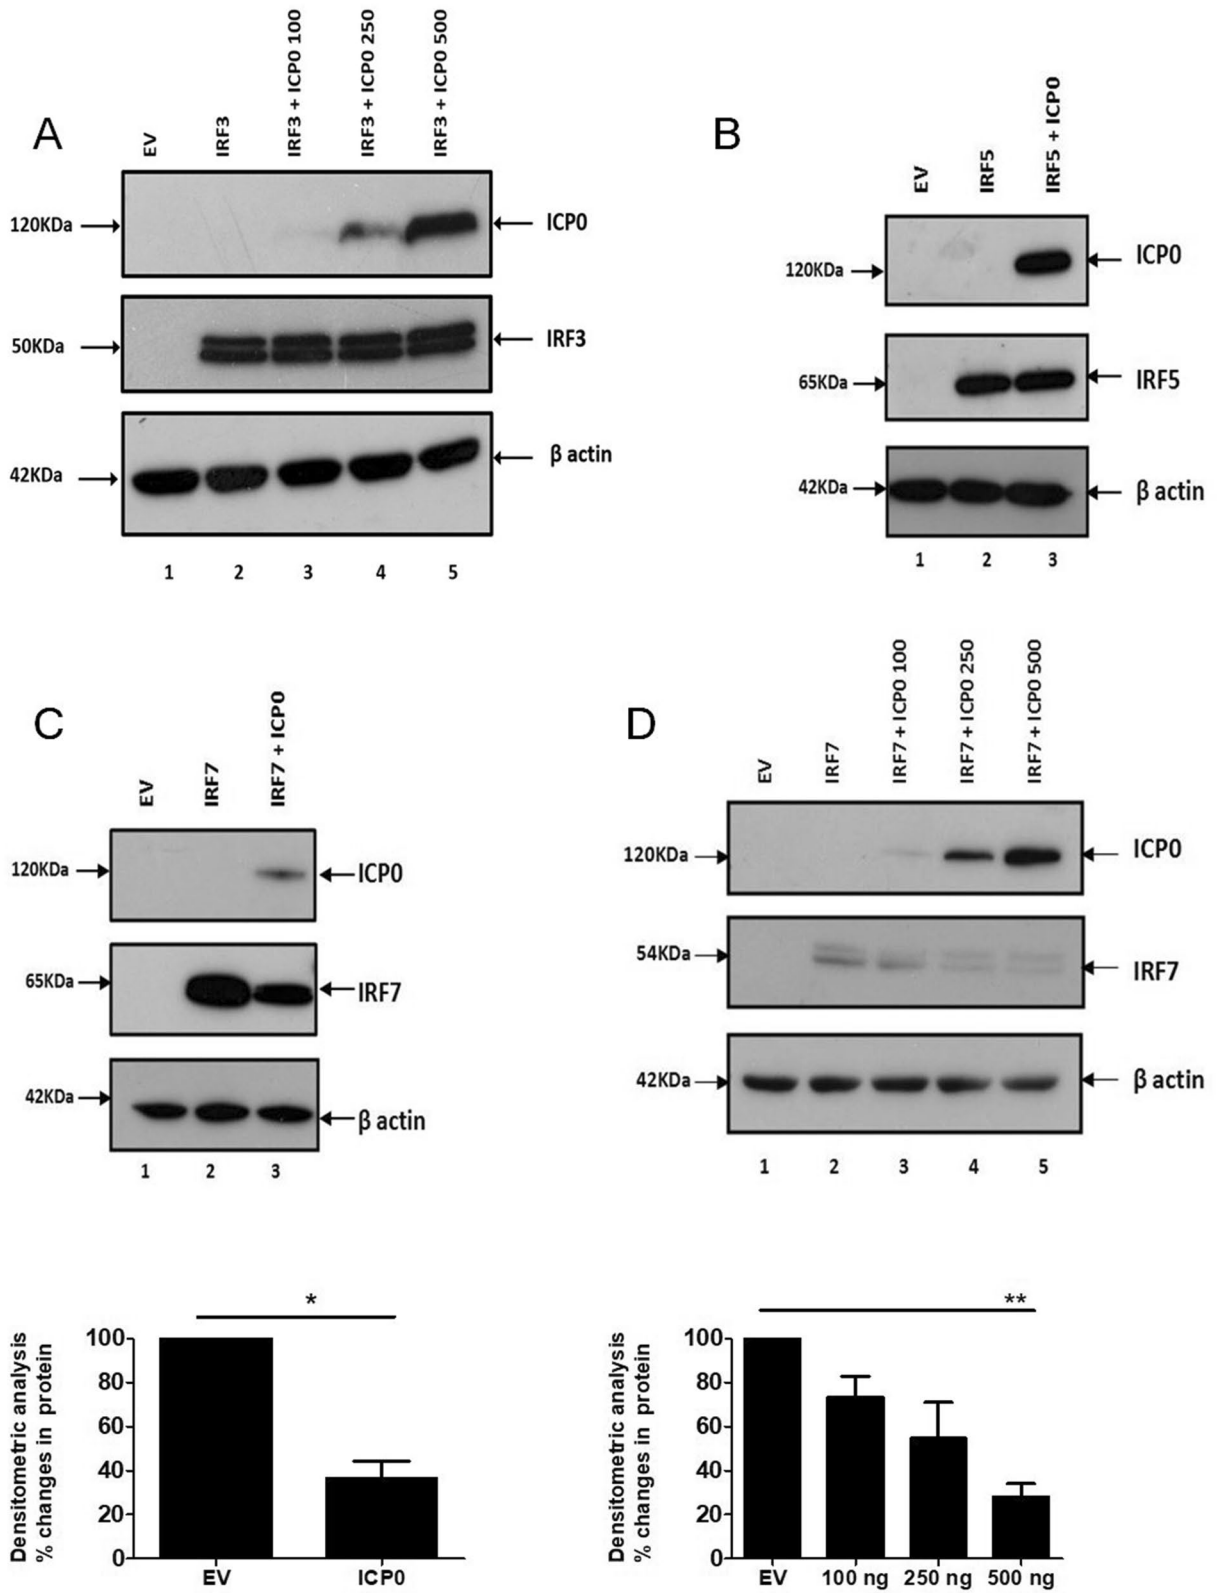 A
EV
IRF3
IRF3 + ICP0 100
IRF3 + ICP0 250
IRF3 + ICP0 500
120KDa
ICP0
50KDa
IRF3
42KDa
β actin
1 2 3 4 5
B
EV
IRF5
IRF5 + ICP0
120KDa
ICP0
65KDa
IRF5
42KDa
β actin
1 2 3
C
EV
IRF7
IRF7 + ICP0
120KDa
ICP0
65KDa
IRF7
42KDa
β actin
1 2 3
D
EV
IRF7
IRF7 + ICP0 100
IRF7 + ICP0 250
IRF7 + ICP0 500
120KDa
ICP0
54KDa
IRF7
42KDa
β actin
1 2 3 4 5
Densitometric analysis
% changes in protein
100
80
60
40
20
0
*
EV ICP0
Densitometric analysis
% changes in protein
100
80
60
40
20
0
**
EV 100 ng 250 ng 500 ng